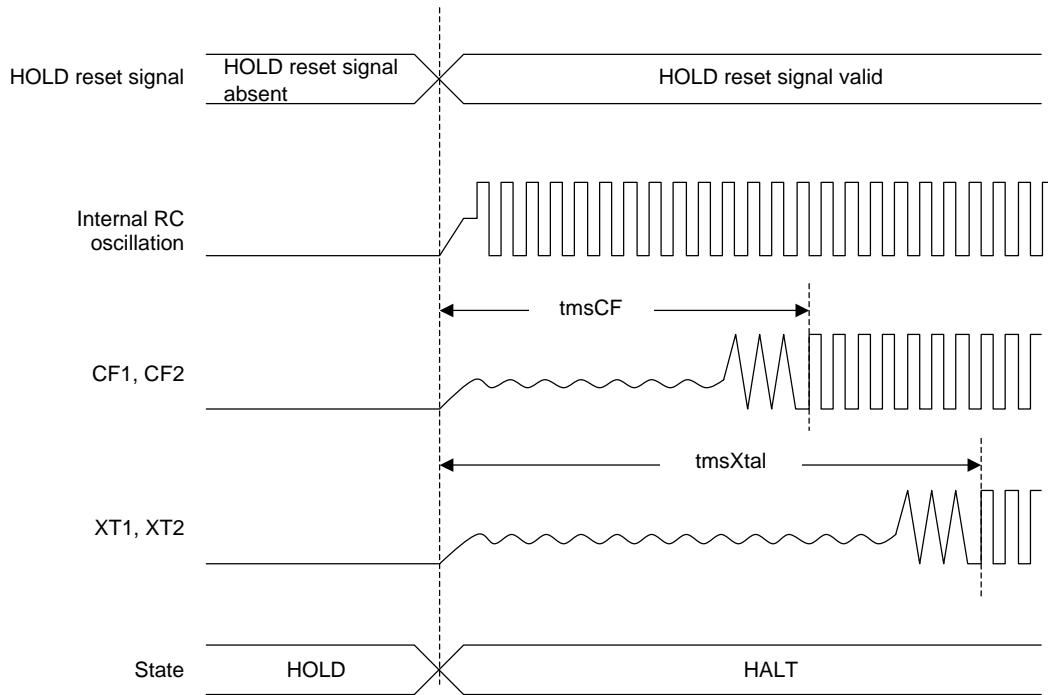 HOLD reset signal
HOLD reset signal
absent
HOLD reset signal valid
Internal RC
oscillation
tmsCF
CF1, CF2
tmsXtal
XT1, XT2
State
HOLD
HALT